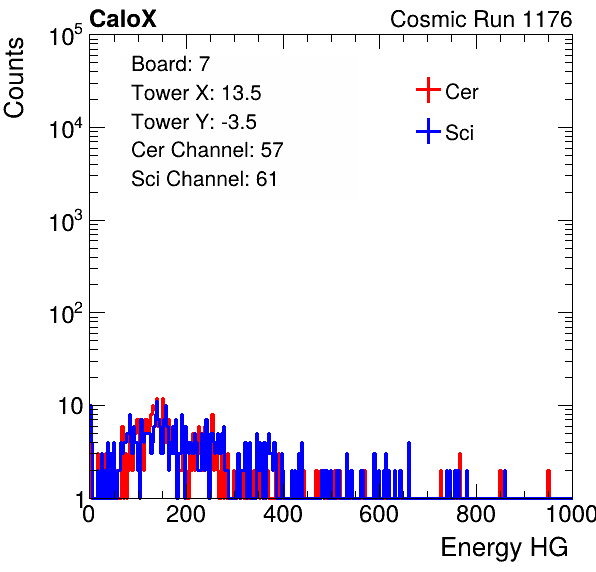 CaloX Cosmic Run 1176
Counts
10^5
10^4
10^3
10^2
10
1
Board: 7
Tower X: 13.5
Tower Y: -3.5
Cer Channel: 57
Sci Channel: 61
Cer
Sci
0 200 400 600 800 1000
Energy HG